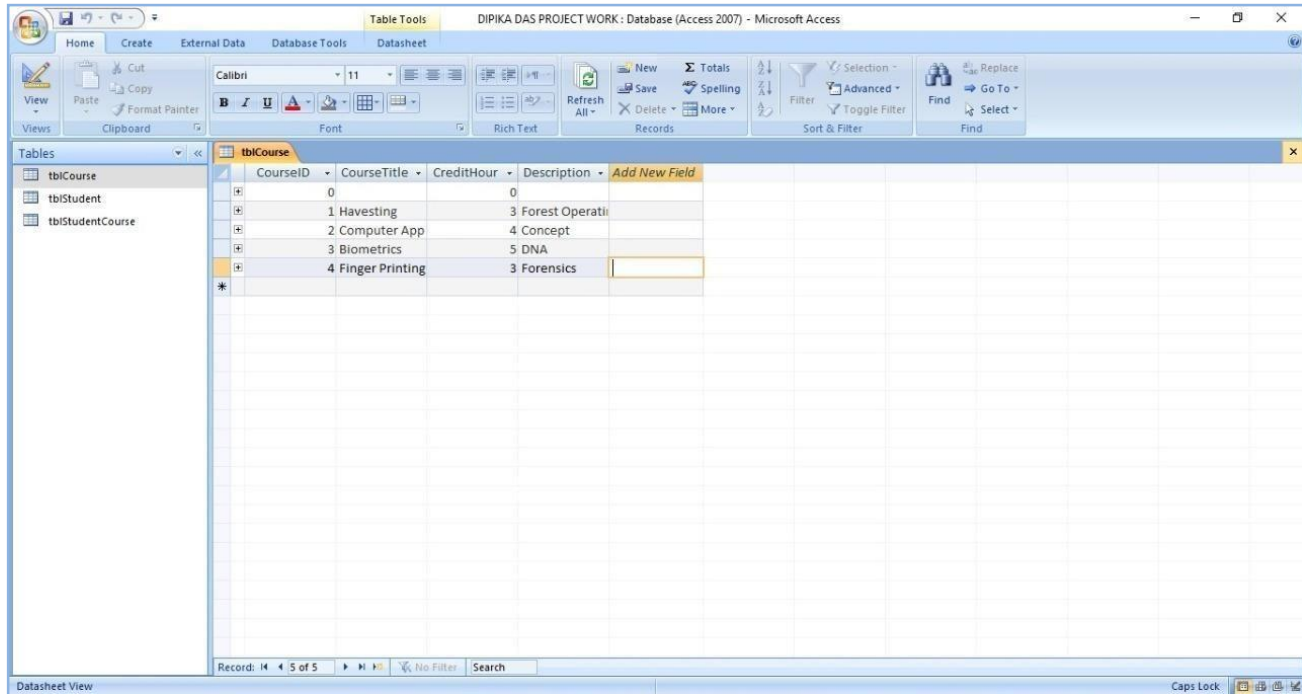 Table Tools
DIPIKA DAS PROJECT WORK : Database (Access 2007) - Microsoft Access
Home Create External Data Database Tools Datasheet
View
Views
Paste
Cut
Copy
Format Painter
Clipboard
Calibri 11
B I U A
Font
Rich Text
Refresh All
New
Save
Delete
Σ Totals
Spelling
More
Records
Filter
Selection
Advanced
Toggle Filter
Sort & Filter
Find
Replace
Go To
Select
Find
Tables
tblCourse
tblStudent
tblStudentCourse
tblCourse
CourseID CourseTitle CreditHour Description Add New Field
0 0
1 Havesting 3 Forest Operati
2 Computer App 4 Concept
3 Biometrics 5 DNA
4 Finger Printing 3 Forensics
Record: 5 of 5 No Filter Search
Datasheet View Caps Lock